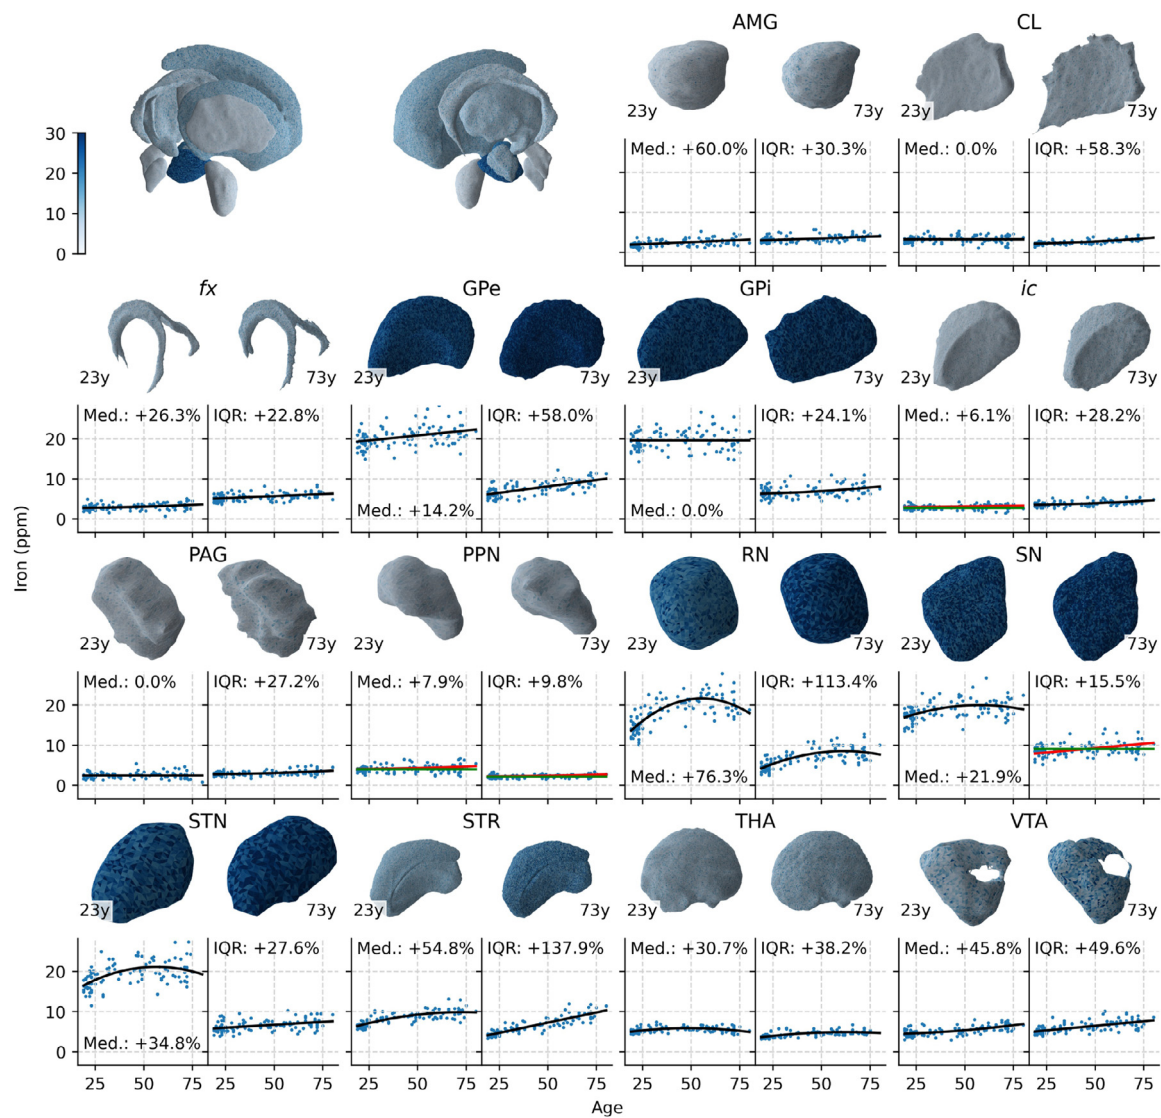 AMG
CL
30
20
10
0
23y
73y
23y
73y
Med.: +60.0%
IQR: +30.3%
Med.: 0.0%
IQR: +58.3%
fx
GPe
GPi
ic
23y
73y
23y
73y
23y
73y
23y
73y
Med.: +26.3%
IQR: +22.8%
IQR: +58.0%
IQR: +24.1%
Med.: +6.1%
IQR: +28.2%
20
10
0
Med.: +14.2%
Med.: 0.0%
Iron (ppm)
PAG
PPN
RN
SN
23y
73y
23y
73y
23y
73y
23y
73y
Med.: 0.0%
IQR: +27.2%
Med.: +7.9%
IQR: +9.8%
IQR: +113.4%
IQR: +15.5%
20
10
0
Med.: +76.3%
Med.: +21.9%
STN
STR
THA
VTA
23y
73y
23y
73y
23y
73y
23y
73y
IQR: +27.6%
Med.: +54.8%
IQR: +137.9%
Med.: +30.7%
IQR: +38.2%
Med.: +45.8%
IQR: +49.6%
20
10
0
Med.: +34.8%
25 50 75 25 50 75 25 50 75 25 50 75 25 50 75 25 50 75 25 50 75 25 50 75
Age